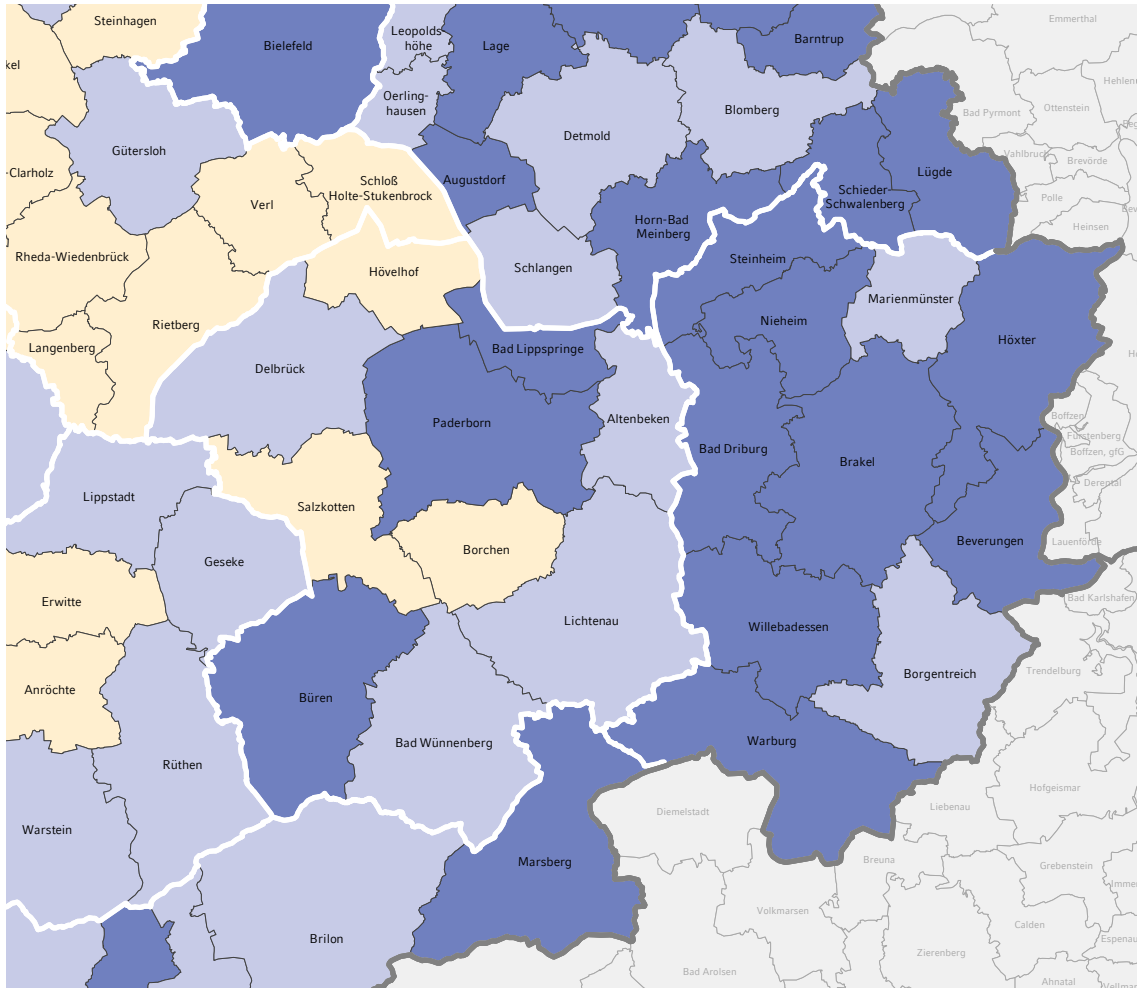 Steinhagen
Bielefeld
Leopolds-
höhe
Lage
Barntrup
Emmerthal
kel
Oerling-
hausen
Hehlen
Gütersloh
Detmold
Blomberg
Bad Pyrmont
Ottenstein
-Clarholz
Verl
Schloß
Holte-Stukenbrock
Augustdorf
Vahlbruch
Brevörde
Lügde
Schieder
Schwalenberg
Polle
Heinsen
Horn-Bad
Meinberg
Rheda-Wiedenbrück
Hövelhof
Schlangen
Steinheim
Marienmünster
Rietberg
Nieheim
Höxter
Langenberg
Bad Lippspringe
Delbrück
Paderborn
Altenbeken
Boffzen
Fürstenberg
Bad Driburg
Brakel
Boffzen, gfG
Derental
Lippstadt
Salzkotten
Geseke
Borchen
Beverungen
Lauenförde
Erwitte
Bad Karlshafen
Lichtenau
Willebadessen
Borgentreich
Trendelburg
Anröchte
Büren
Bad Wünnenberg
Warburg
Rüthen
Hofgeismar
Diemelstadt
Liebenau
Warstein
Marsberg
Breuna
Grebenstein
Imme
Volkmarsen
Calden
Brilon
Espenau
Zierenberg
Bad Arolsen
Ahnatal
Vellmar